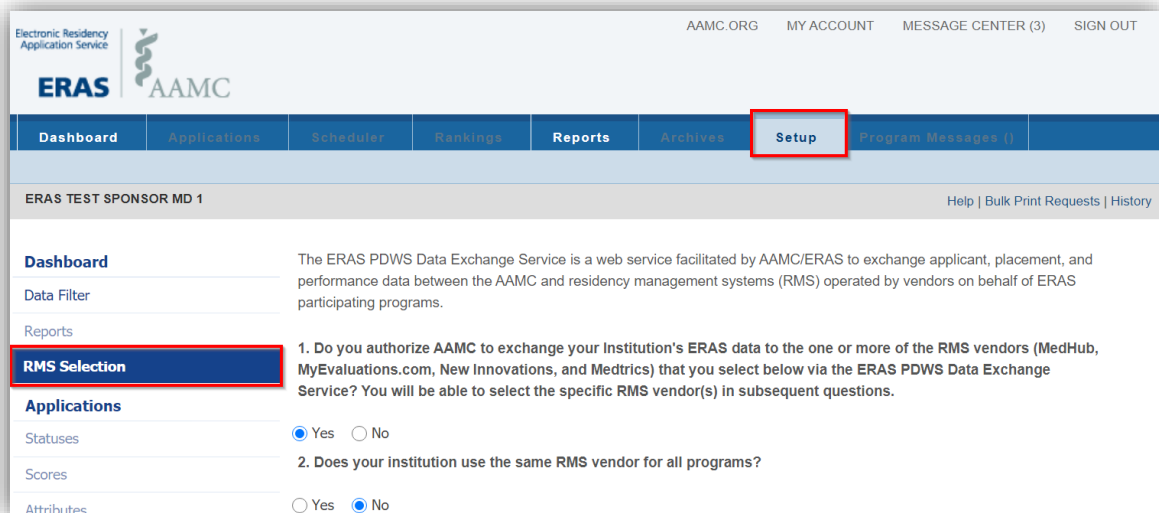 AAMC.ORG MY ACCOUNT MESSAGE CENTER (3) SIGN OUT
Electronic Residency
Application Service
ERAS AAMC
Dashboard Applications Scheduler Rankings Reports Archives Setup Program Messages ()
ERAS TEST SPONSOR MD 1 Help | Bulk Print Requests | History
Dashboard
Data Filter
Reports
RMS Selection
Applications
Statuses
Scores
Attributes
The ERAS PDWS Data Exchange Service is a web service facilitated by AAMC/ERAS to exchange applicant, placement, and
performance data between the AAMC and residency management systems (RMS) operated by vendors on behalf of ERAS
participating programs.
1. Do you authorize AAMC to exchange your Institution's ERAS data to the one or more of the RMS vendors (MedHub,
MyEvaluations.com, New Innovations, and Medtrics) that you select below via the ERAS PDWS Data Exchange
Service? You will be able to select the specific RMS vendor(s) in subsequent questions.
Yes No
2. Does your institution use the same RMS vendor for all programs?
Yes No